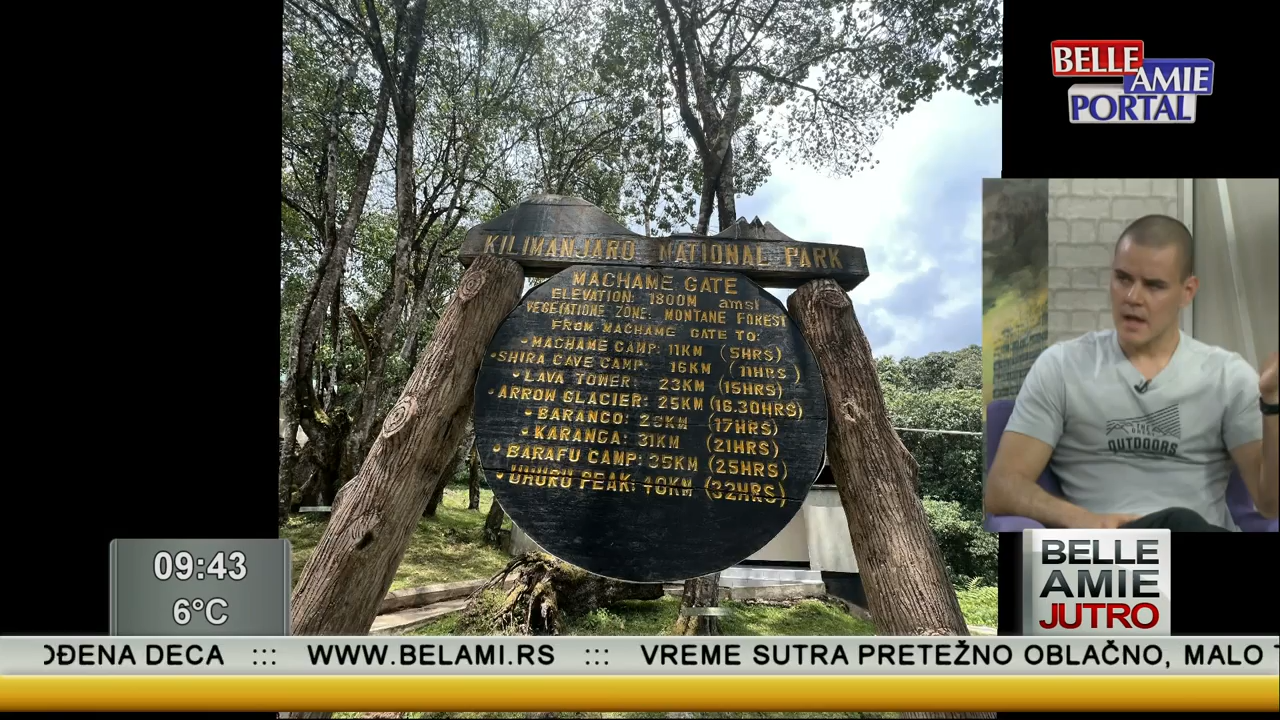 BELLE
AMIE
PORTAL
KILIMANJARO NATIONAL PARK
MACHAME GATE
ELEVATION: 1800M amsl
VEGETATIONE ZONE: MONTANE FOREST
FROM MACHAME GATE TO:
•MACHAME CAMP: 11KM (5HRS)
•SHIRA CAVE CAMP: 16KM (11HRS)
•LAVA TOWER: 23KM (15HRS)
•ARROW GLACIER: 25KM (16.30HRS)
•BARANCO: 26KM (17HRS)
•KARANGA: 31KM (21HRS)
•BARAFU CAMP: 35KM (25HRS)
•UHURU PEAK: 40KM (32HRS)
OUTDOORS
09:43
6°C
BELLE
AMIE
JUTRO
OĐENA DECA ::: WWW.BELAMI.RS ::: VREME SUTRA PRETEŽNO OBLAČNO, MALO